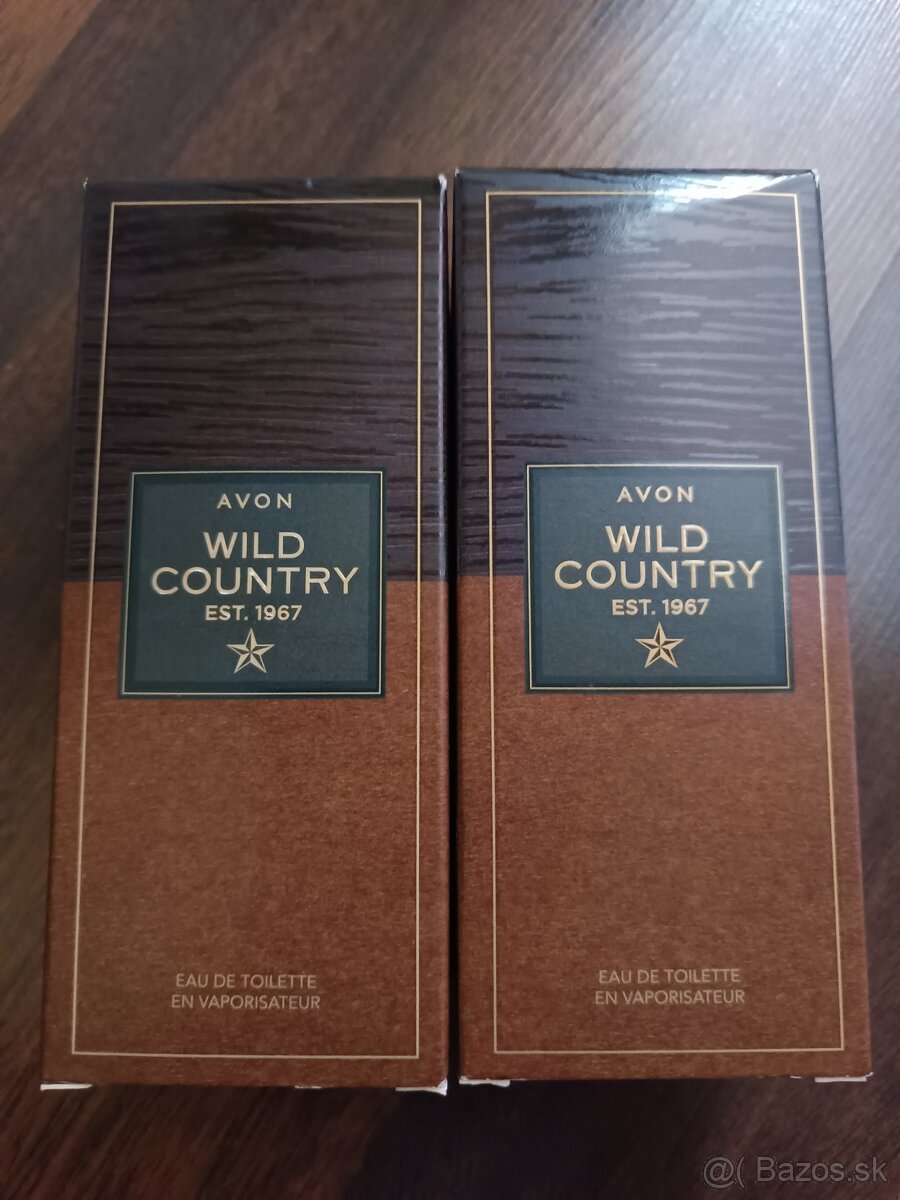 AVON
WILD
COUNTRY
EST. 1967
EAU DE TOILETTE
EN VAPORISATEUR
AVON
WILD
COUNTRY
EST. 1967
EAU DE TOILETTE
EN VAPORISATEUR
@( Bazos.sk